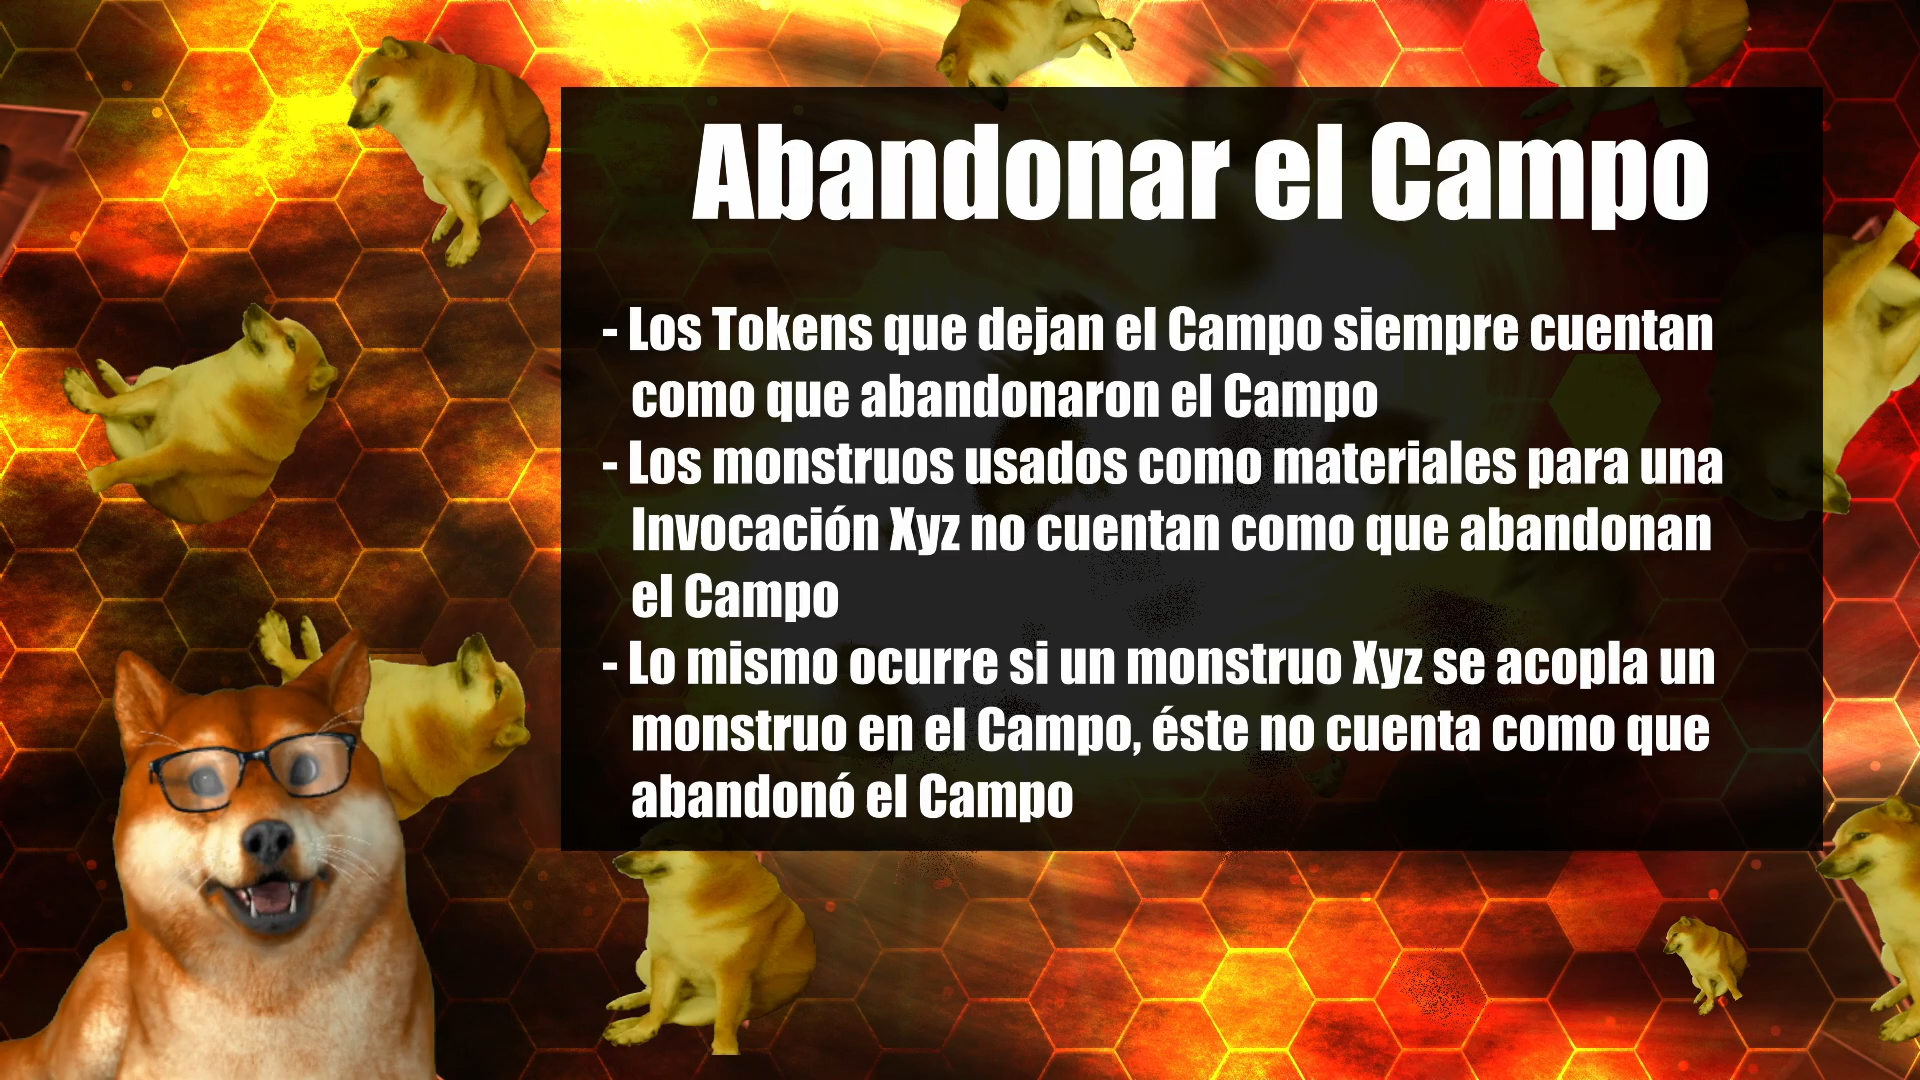 Abandonar el Campo
- Los Tokens que dejan el Campo siempre cuentan
como que abandonaron el Campo
- Los monstruos usados como materiales para una
Invocación Xyz no cuentan como que abandonan
el Campo
- Lo mismo ocurre si un monstruo Xyz se acopla un
monstruo en el Campo, éste no cuenta como que
abandonó el Campo